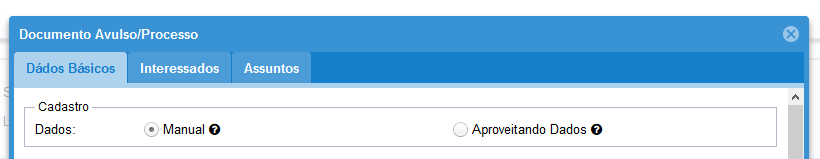 Documento Avulso/Processo
Dádos Básicos Interessados Assuntos
Cadastro
Dados: Manual Aproveitando Dados